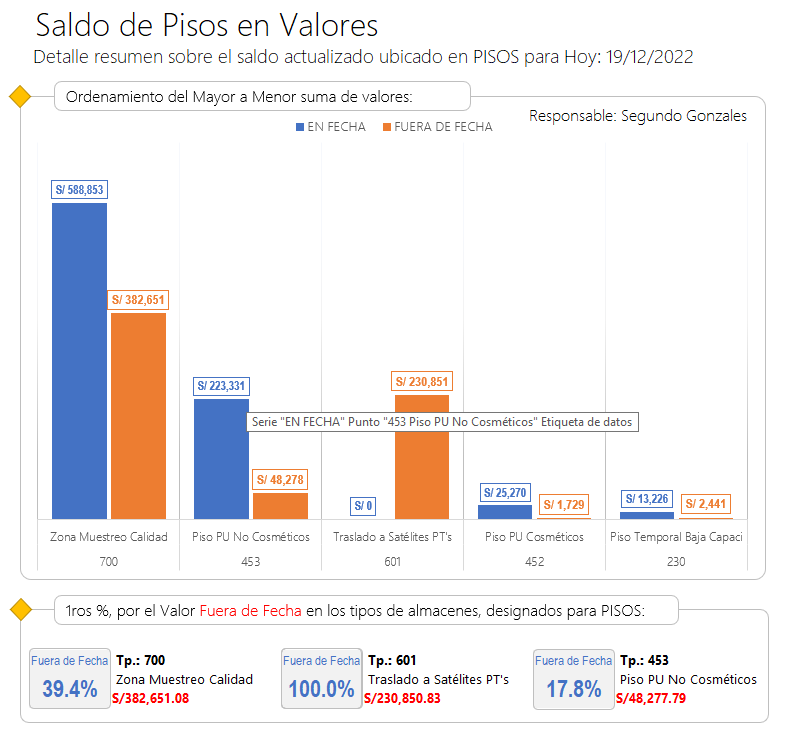 Saldo de Pisos en Valores
Detalle resumen sobre el saldo actualizado ubicado en PISOS para Hoy: 19/12/2022
Ordenamiento del Mayor a Menor suma de valores:
Responsable: Segundo Gonzales
EN FECHA FUERA DE FECHA
S/ 588,853
S/ 382,651
S/ 223,331
S/ 48,278
S/ 0
S/ 230,851
S/ 25,270
S/ 1,729
S/ 13,226
S/ 2,441
Serie "EN FECHA" Punto "453 Piso PU No Cosméticos" Etiqueta de datos
Zona Muestreo Calidad Piso PU No Cosméticos Traslado a Satélites PT's Piso PU Cosméticos Piso Temporal Baja Capaci
700 453 601 452 230
1ros %, por el Valor Fuera de Fecha en los tipos de almacenes, designados para PISOS:
Fuera de Fecha
39.4%
Tp.: 700
Zona Muestreo Calidad
S/382,651.08
Fuera de Fecha
100.0%
Tp.: 601
Traslado a Satélites PT's
S/230,850.83
Fuera de Fecha
17.8%
Tp.: 453
Piso PU No Cosméticos
S/48,277.79